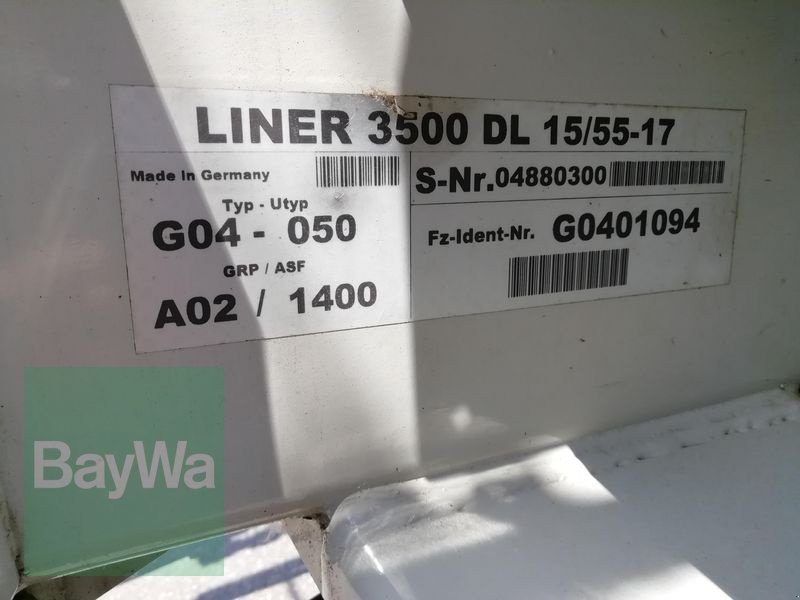 LINER 3500 DL 15/55-17
Made In Germany
S-Nr.04880300
Typ - Utyp
G04 - 050
Fz-Ident-Nr. G0401094
GRP / ASF
A02 / 1400
BayWa